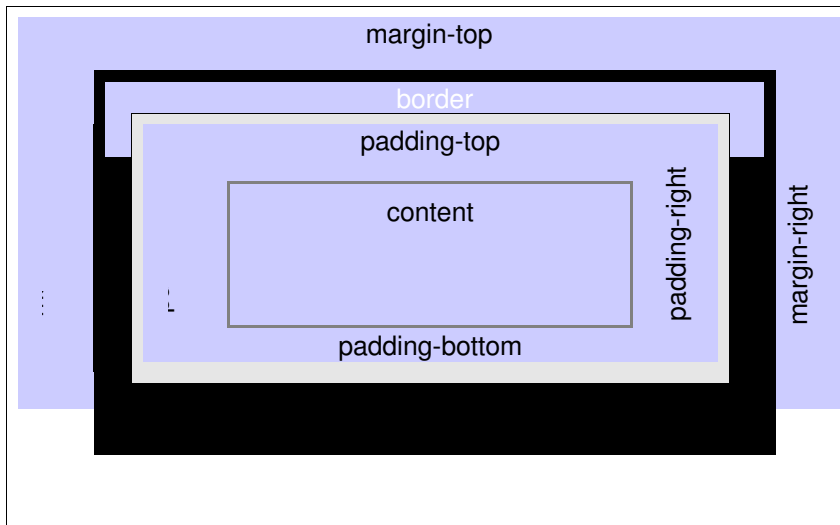 margin-top
border
padding-top
content
padding-right
margin-right
padding-bottom